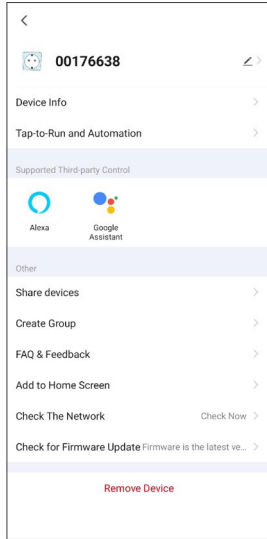 00176638
Device Info
Tap-to-Run and Automation
Supported Third-party Control
Alexa
Google
Assistant
Other
Share devices
Create Group
FAQ & Feedback
Add to Home Screen
Check The Network Check Now
Check for Firmware Update Firmware is the latest ve...
Remove Device